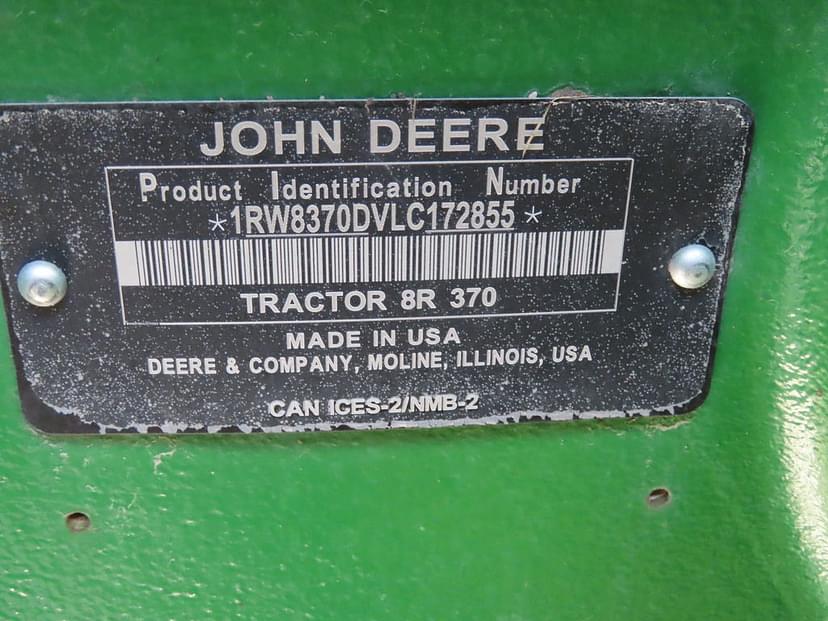 JOHN DEERE
Product Identification Number
*1RW8370DVLC172855*
TRACTOR 8R 370
MADE IN USA
DEERE & COMPANY, MOLINE, ILLINOIS, USA
CAN ICES-2/NMB-2